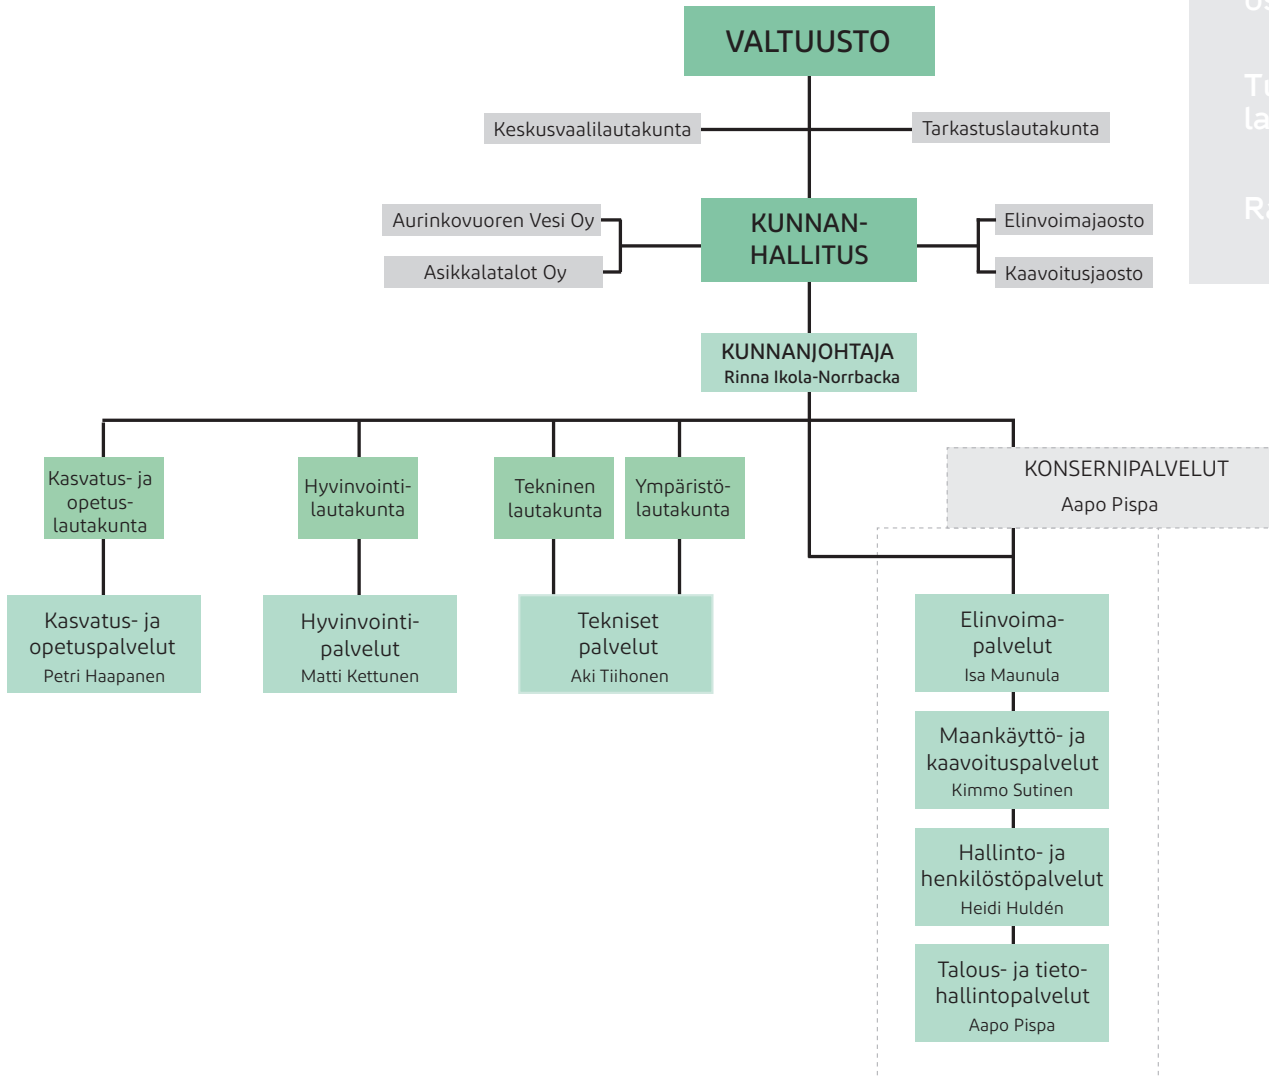 VALTUUSTO
Keskusvaalilautakunta
Tarkastuslautakunta
Aurinkovuoren Vesi Oy
Asikkalatalot Oy
KUNNAN-
HALLITUS
Elinvoimajaosto
Kaavoitusjaosto
KUNNANJOHTAJA
Rinna Ikola-Norrbacka
Kasvatus- ja
opetus-
lautakunta
Hyvinvointi-
lautakunta
Tekninen
lautakunta
Ympäristö-
lautakunta
KONSERNIPALVELUT
Aapo Pispa
Kasvatus- ja
opetuspalvelut
Petri Haapanen
Hyvinvointi-
palvelut
Matti Kettunen
Tekniset
palvelut
Aki Tiihonen
Elinvoima-
palvelut
Isa Maunula
Maankäyttö- ja
kaavoituspalvelut
Kimmo Sutinen
Hallinto- ja
henkilöstöpalvelut
Heidi Huldén
Talous- ja tieto-
hallintopalvelut
Aapo Pispa